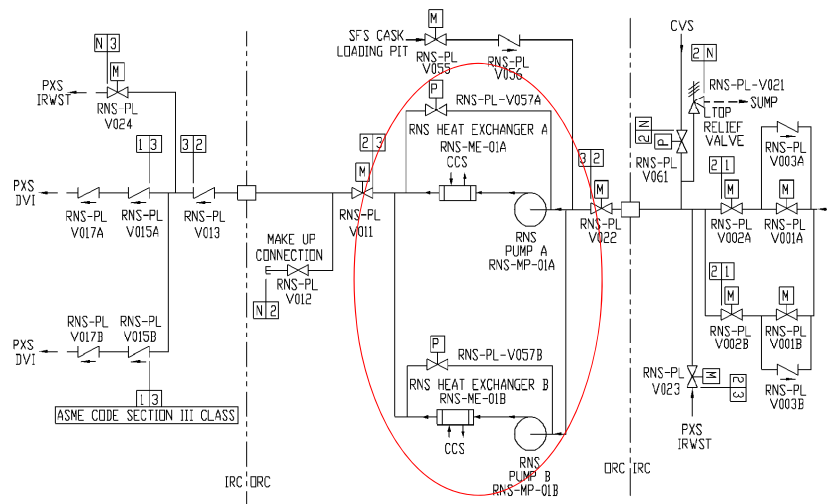 N 3
M
PXS
IRWST
RNS-PL
V024
1 3
3 2
PXS
DVI
RNS-PL
V017A
RNS-PL
V015A
RNS-PL
V013
RNS-PL
V017B
RNS-PL
V015B
PXS
DVI
1 3
ASME CODE SECTION III CLASS
IRC
ORC
MAKE UP
CONNECTION
RNS-PL
V012
N 2
2 3
M
RNS-PL
V011
SFS CASK
LOADING PIT
M
RNS-PL
V055
RNS-PL
V056
P
RNS-PL-V057A
RNS HEAT EXCHANGER A
RNS-ME-01A
CCS
RNS
PUMP A
RNS-MP-01A
3 2
M
RNS-PL
V022
P
RNS-PL-V057B
RNS HEAT EXCHANGER B
RNS-ME-01B
CCS
RNS
PUMP B
RNS-MP-01B
ORC
IRC
CVS
2 N
RNS-PL-V021
SUMP
LTOP
RELIEF
VALVE
2 N
P
RNS-PL
V061
RNS-PL
V003A
2 1
M
RNS-PL
V002A
M
RNS-PL
V001A
2 1
M
RNS-PL
V002B
M
RNS-PL
V001B
RNS-PL
V003B
RNS-PL
V023
M
2 3
PXS
IRWST